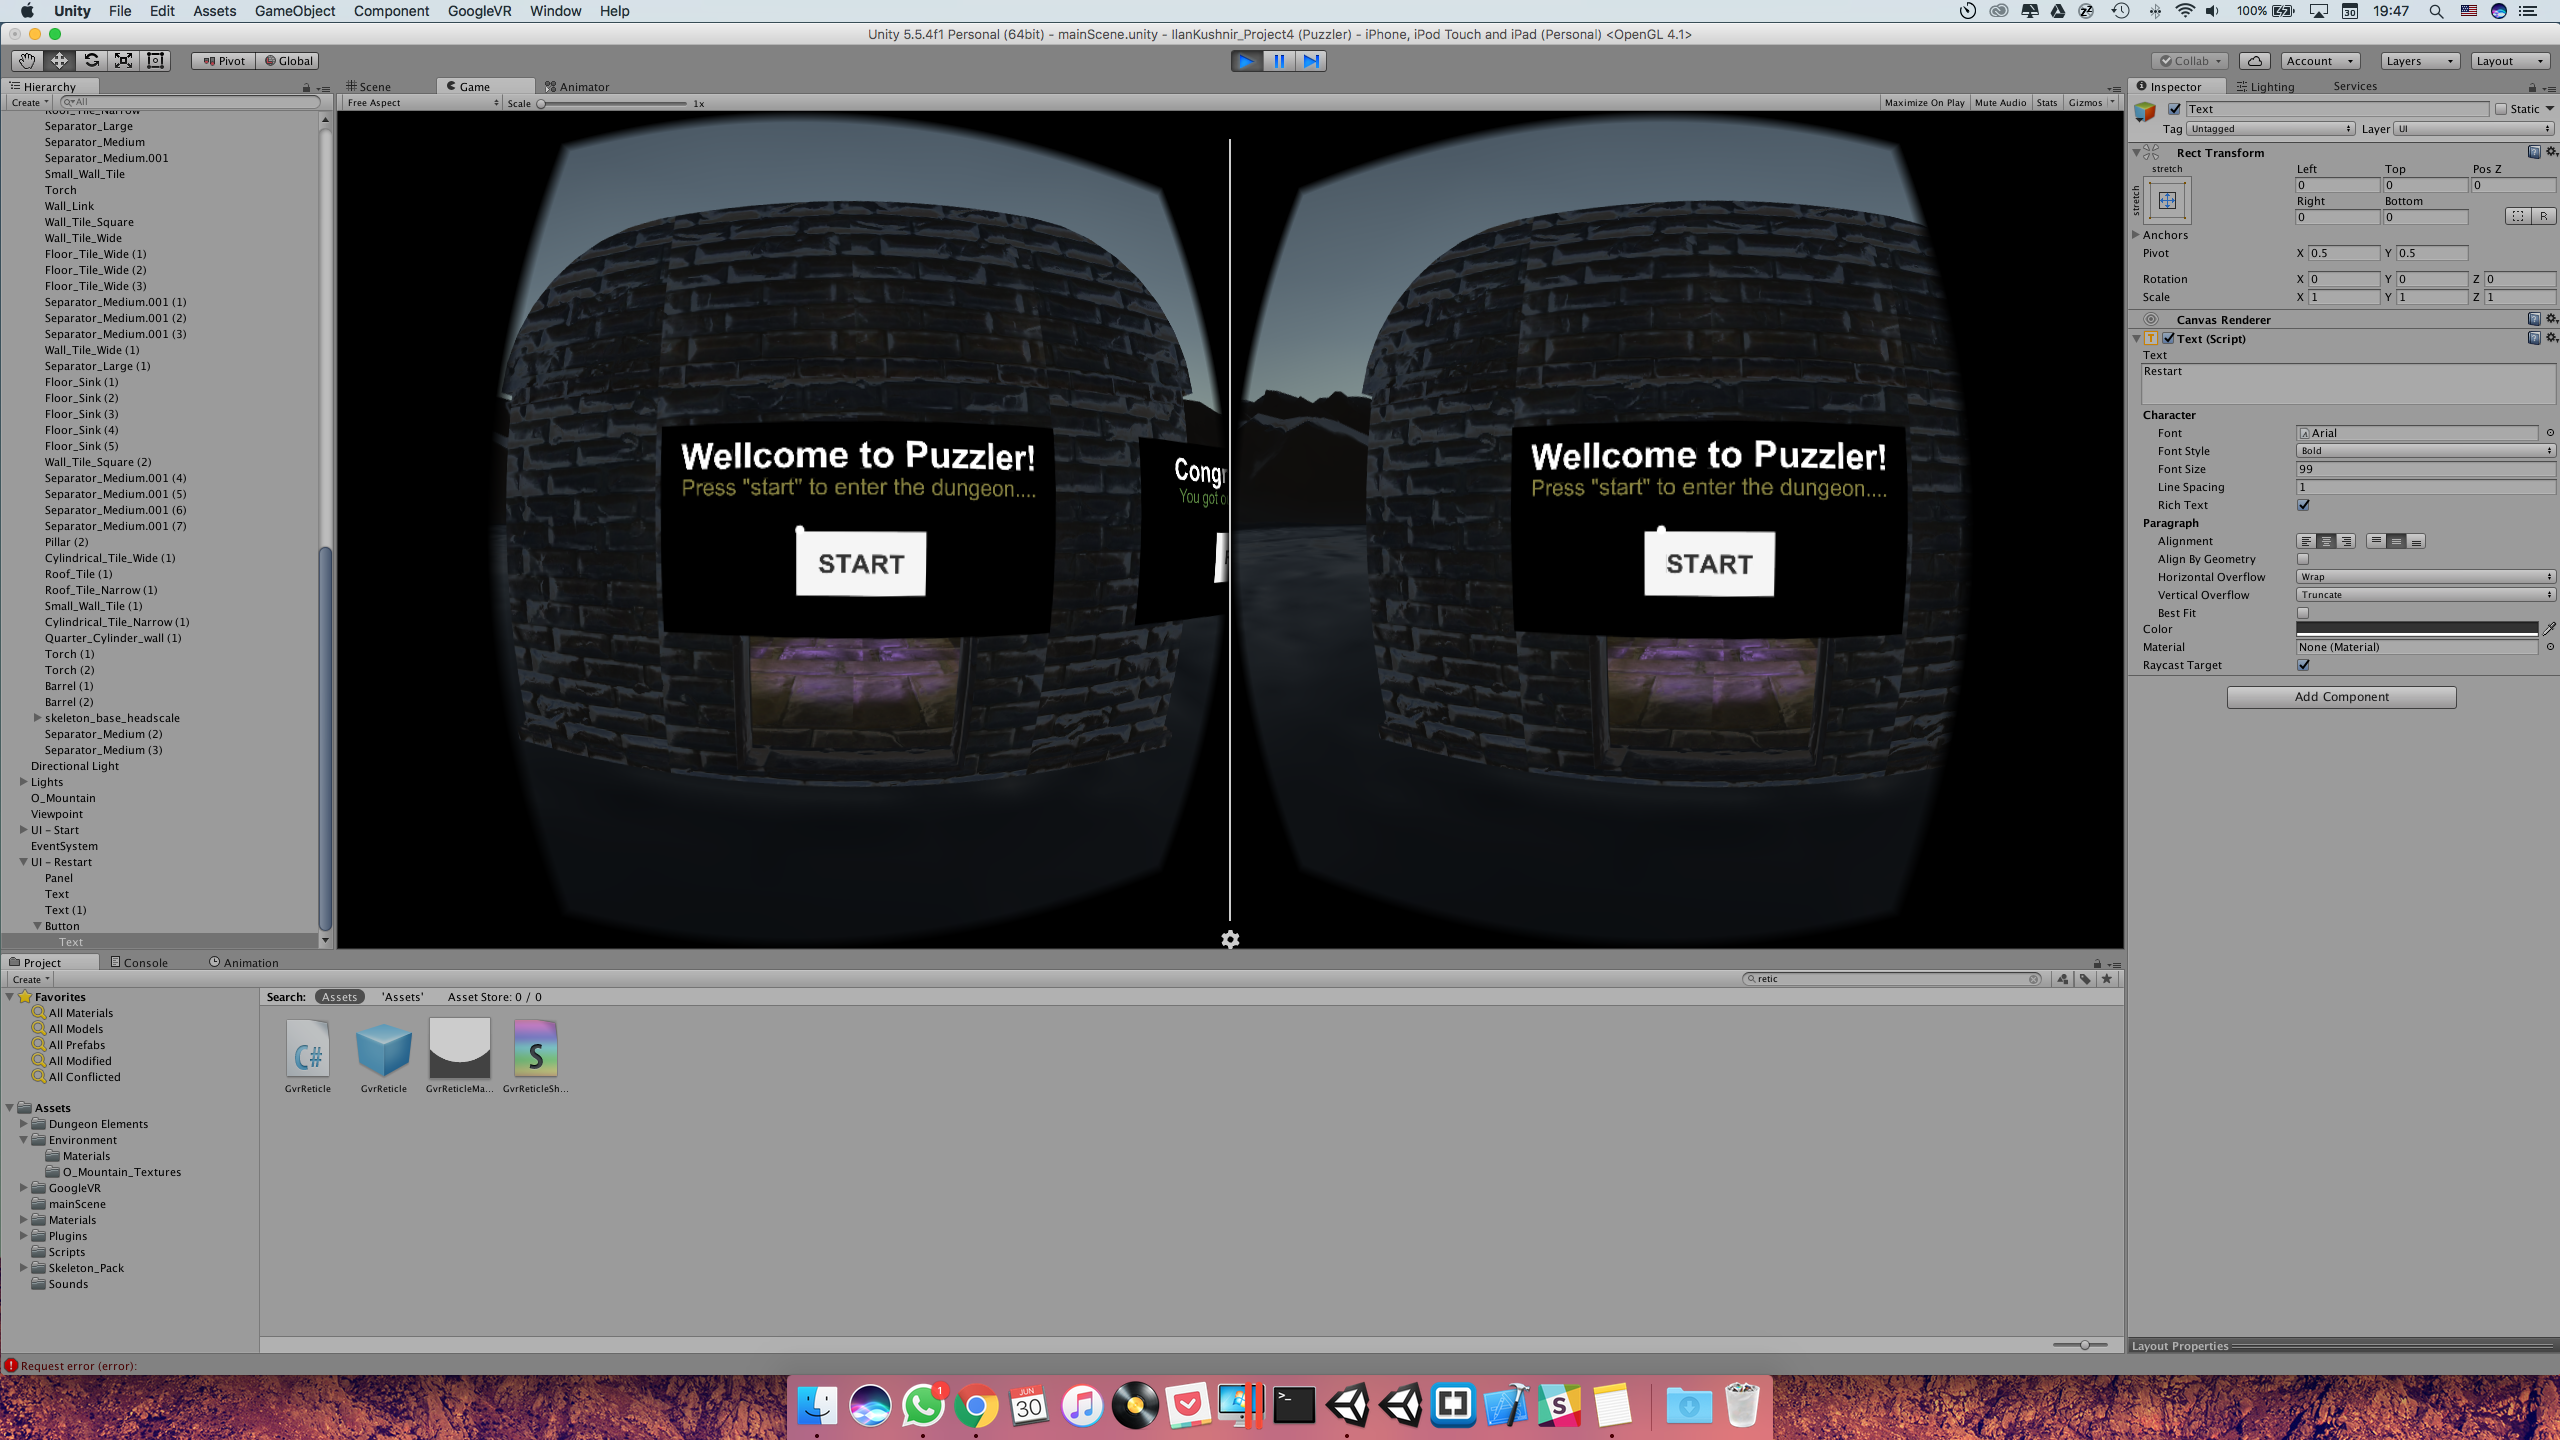 Unity File Edit Assets GameObject Component GoogleVR Window Help 100% 30 19:47
Unity 5.5.4f1 Personal (64bit) - mainScene.unity - IlanKushnir_Project4 (Puzzler) - iPhone, iPod Touch and iPad (Personal) <OpenGL 4.1>
Pivot Global Collab Account Layers Layout
Hierarchy
Create All
Roof_Tile_Narrow
Separator_Large
Separator_Medium
Separator_Medium.001
Small_Wall_Tile
Torch
Wall_Link
Wall_Tile_Square
Wall_Tile_Wide
Floor_Tile_Wide (1)
Floor_Tile_Wide (2)
Floor_Tile_Wide (3)
Separator_Medium.001 (1)
Separator_Medium.001 (2)
Separator_Medium.001 (3)
Wall_Tile_Wide (1)
Separator_Large (1)
Floor_Sink (1)
Floor_Sink (2)
Floor_Sink (3)
Floor_Sink (4)
Floor_Sink (5)
Wall_Tile_Square (2)
Separator_Medium.001 (4)
Separator_Medium.001 (5)
Separator_Medium.001 (6)
Separator_Medium.001 (7)
Pillar (2)
Cylindrical_Tile_Wide (1)
Roof_Tile (1)
Roof_Tile_Narrow (1)
Small_Wall_Tile (1)
Cylindrical_Tile_Narrow (1)
Quarter_Cylinder_wall (1)
Torch (1)
Torch (2)
Barrel (1)
Barrel (2)
skeleton_base_headscale
Separator_Medium (2)
Separator_Medium (3)
Directional Light
Lights
O_Mountain
Viewpoint
UI - Start
EventSystem
UI - Restart
Panel
Text
Text (1)
Button
Text
Scene Game Animator
Free Aspect Scale 1x Maximize On Play Mute Audio Stats Gizmos
Wellcome to Puzzler!
Press "start" to enter the dungeon....
START
Congr
You got o
Wellcome to Puzzler!
Press "start" to enter the dungeon....
START
Inspector Lighting Services
Text Static
Tag Untagged Layer UI
Rect Transform
stretch
stretch
Left Top Pos Z
0 0 0
Right Bottom
0 0 R
Anchors
Pivot X 0.5 Y 0.5
Rotation X 0 Y 0 Z 0
Scale X 1 Y 1 Z 1
Canvas Renderer
Text (Script)
Text
Restart
Character
Font Arial
Font Style Bold
Font Size 99
Line Spacing 1
Rich Text
Paragraph
Alignment
Align By Geometry
Horizontal Overflow Wrap
Vertical Overflow Truncate
Best Fit
Color
Material None (Material)
Raycast Target
Add Component
Layout Properties
Project Console Animation
Create retic
Favorites
All Materials
All Models
All Prefabs
All Modified
All Conflicted
Assets
Dungeon Elements
Environment
Materials
O_Mountain_Textures
GoogleVR
mainScene
Materials
Plugins
Scripts
Skeleton_Pack
Sounds
Search: Assets 'Assets' Asset Store: 0 / 0
C# S
GvrReticle GvrReticle GvrReticleMa... GvrReticleSh...
Request error (error):
1 JUN 30